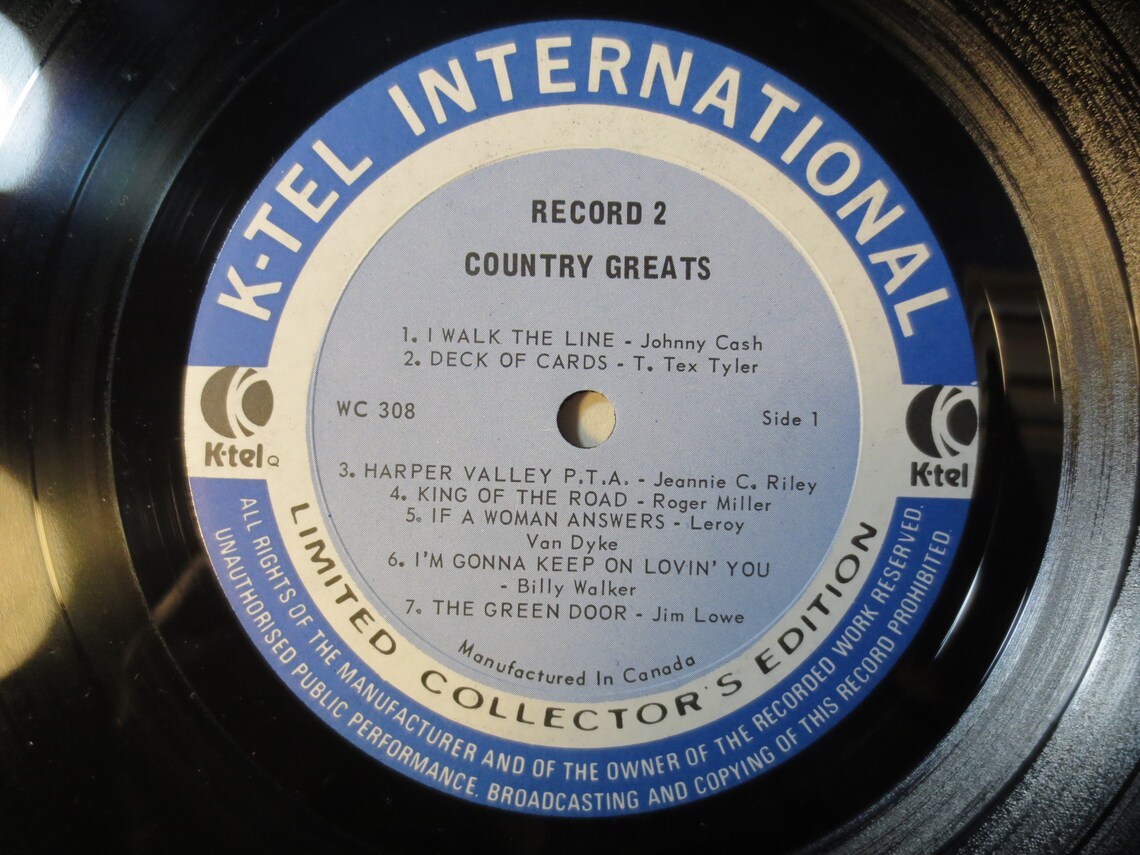 K-TEL INTERNATIONAL
RECORD 2
COUNTRY GREATS
1. I WALK THE LINE - Johnny Cash
2. DECK OF CARDS - T. Tex Tyler
WC 308
Side 1
K-tel Q
K-tel
3. HARPER VALLEY P.T.A. - Jeannie C. Riley
4. KING OF THE ROAD - Roger Miller
5. IF A WOMAN ANSWERS - Leroy
Van Dyke
6. I'M GONNA KEEP ON LOVIN' YOU
- Billy Walker
7. THE GREEN DOOR - Jim Lowe
Manufactured In Canada
LIMITED COLLECTOR'S EDITION
ALL RIGHTS OF THE MANUFACTURER AND OF THE OWNER OF THE RECORDED WORK RESERVED.
UNAUTHORISED PUBLIC PERFORMANCE, BROADCASTING AND COPYING OF THIS RECORD PROHIBITED.